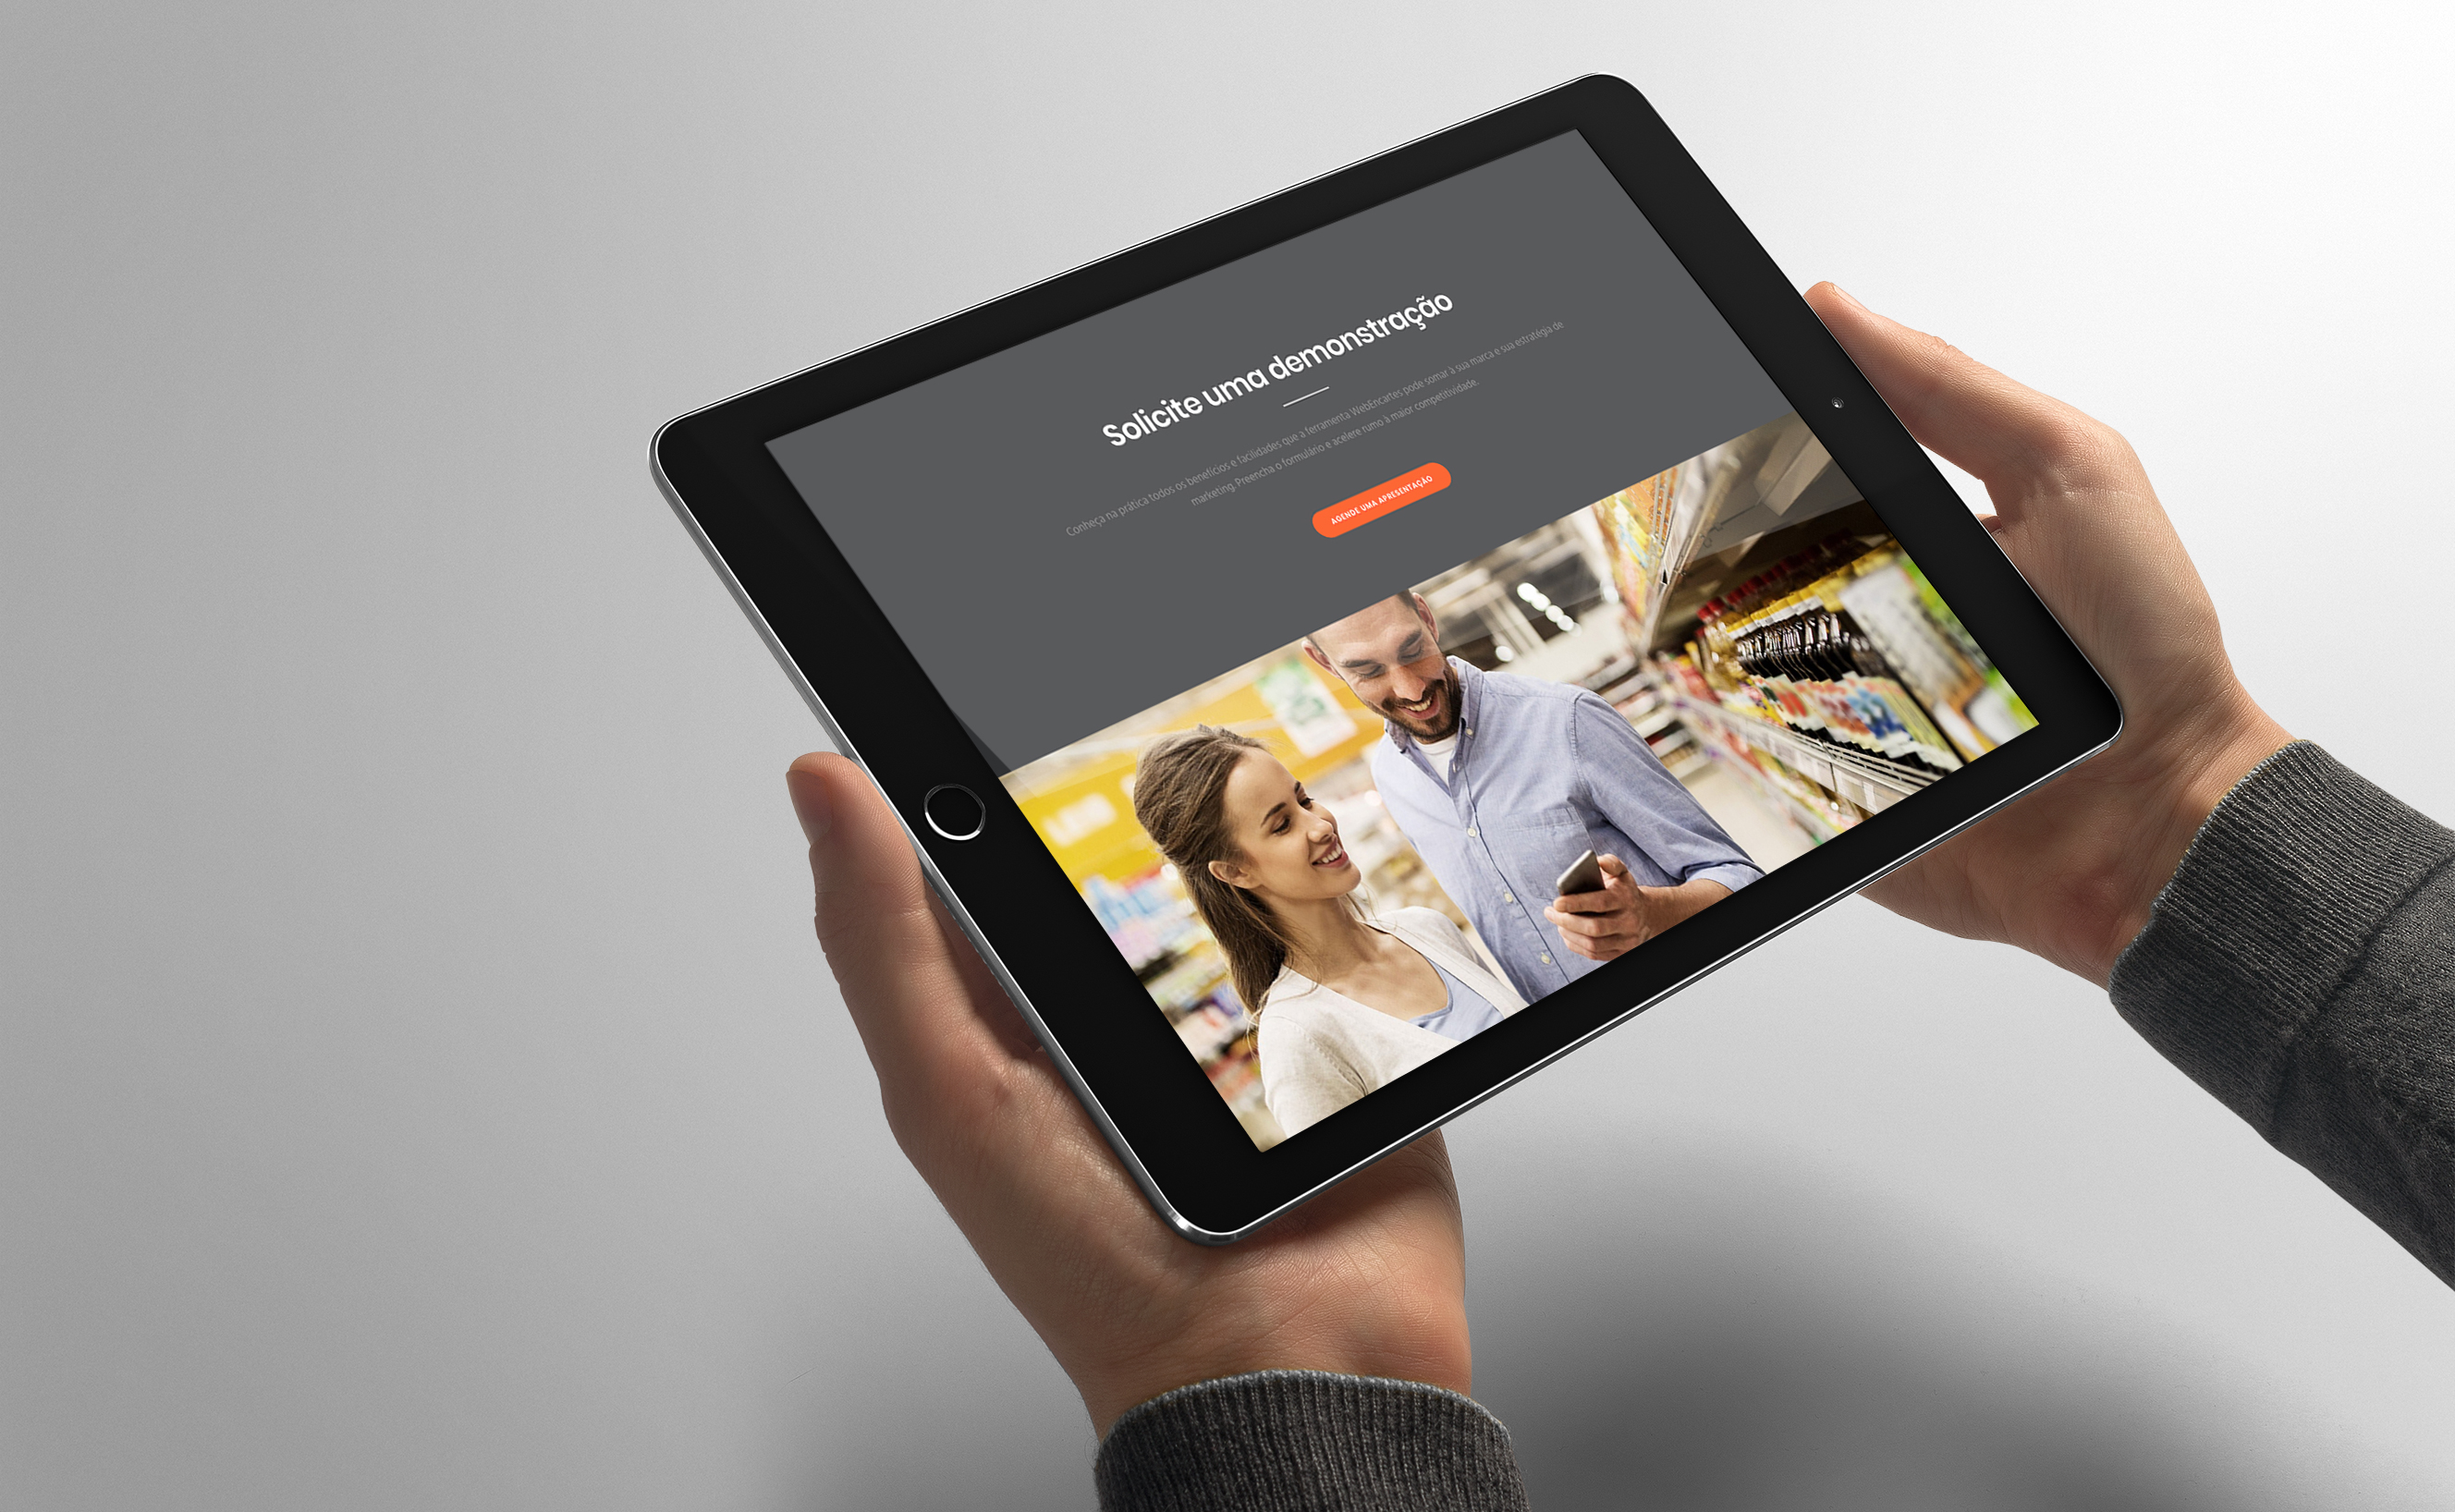 Solicite uma demonstração
Conheça na prática todos os benefícios e facilidades que a ferramenta WebEncartes pode somar à sua marca e sua estratégia de
marketing. Preencha o formulário e acelere rumo à maior competitividade.
AGENDE UMA APRESENTAÇÃO